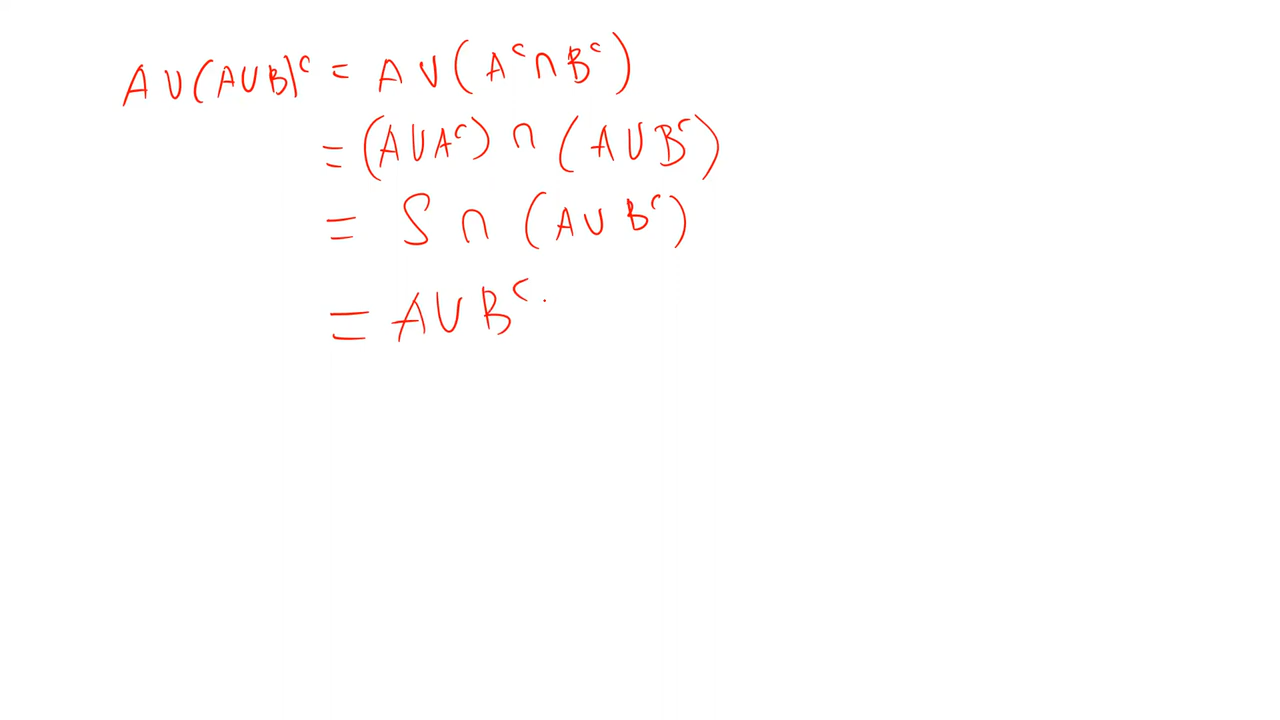 A ∪ (A ∪ B)ᶜ = A ∪ (Aᶜ ∩ Bᶜ)
= (A ∪ Aᶜ) ∩ (A ∪ Bᶜ)
= S ∩ (A ∪ Bᶜ)
= A ∪ Bᶜ.